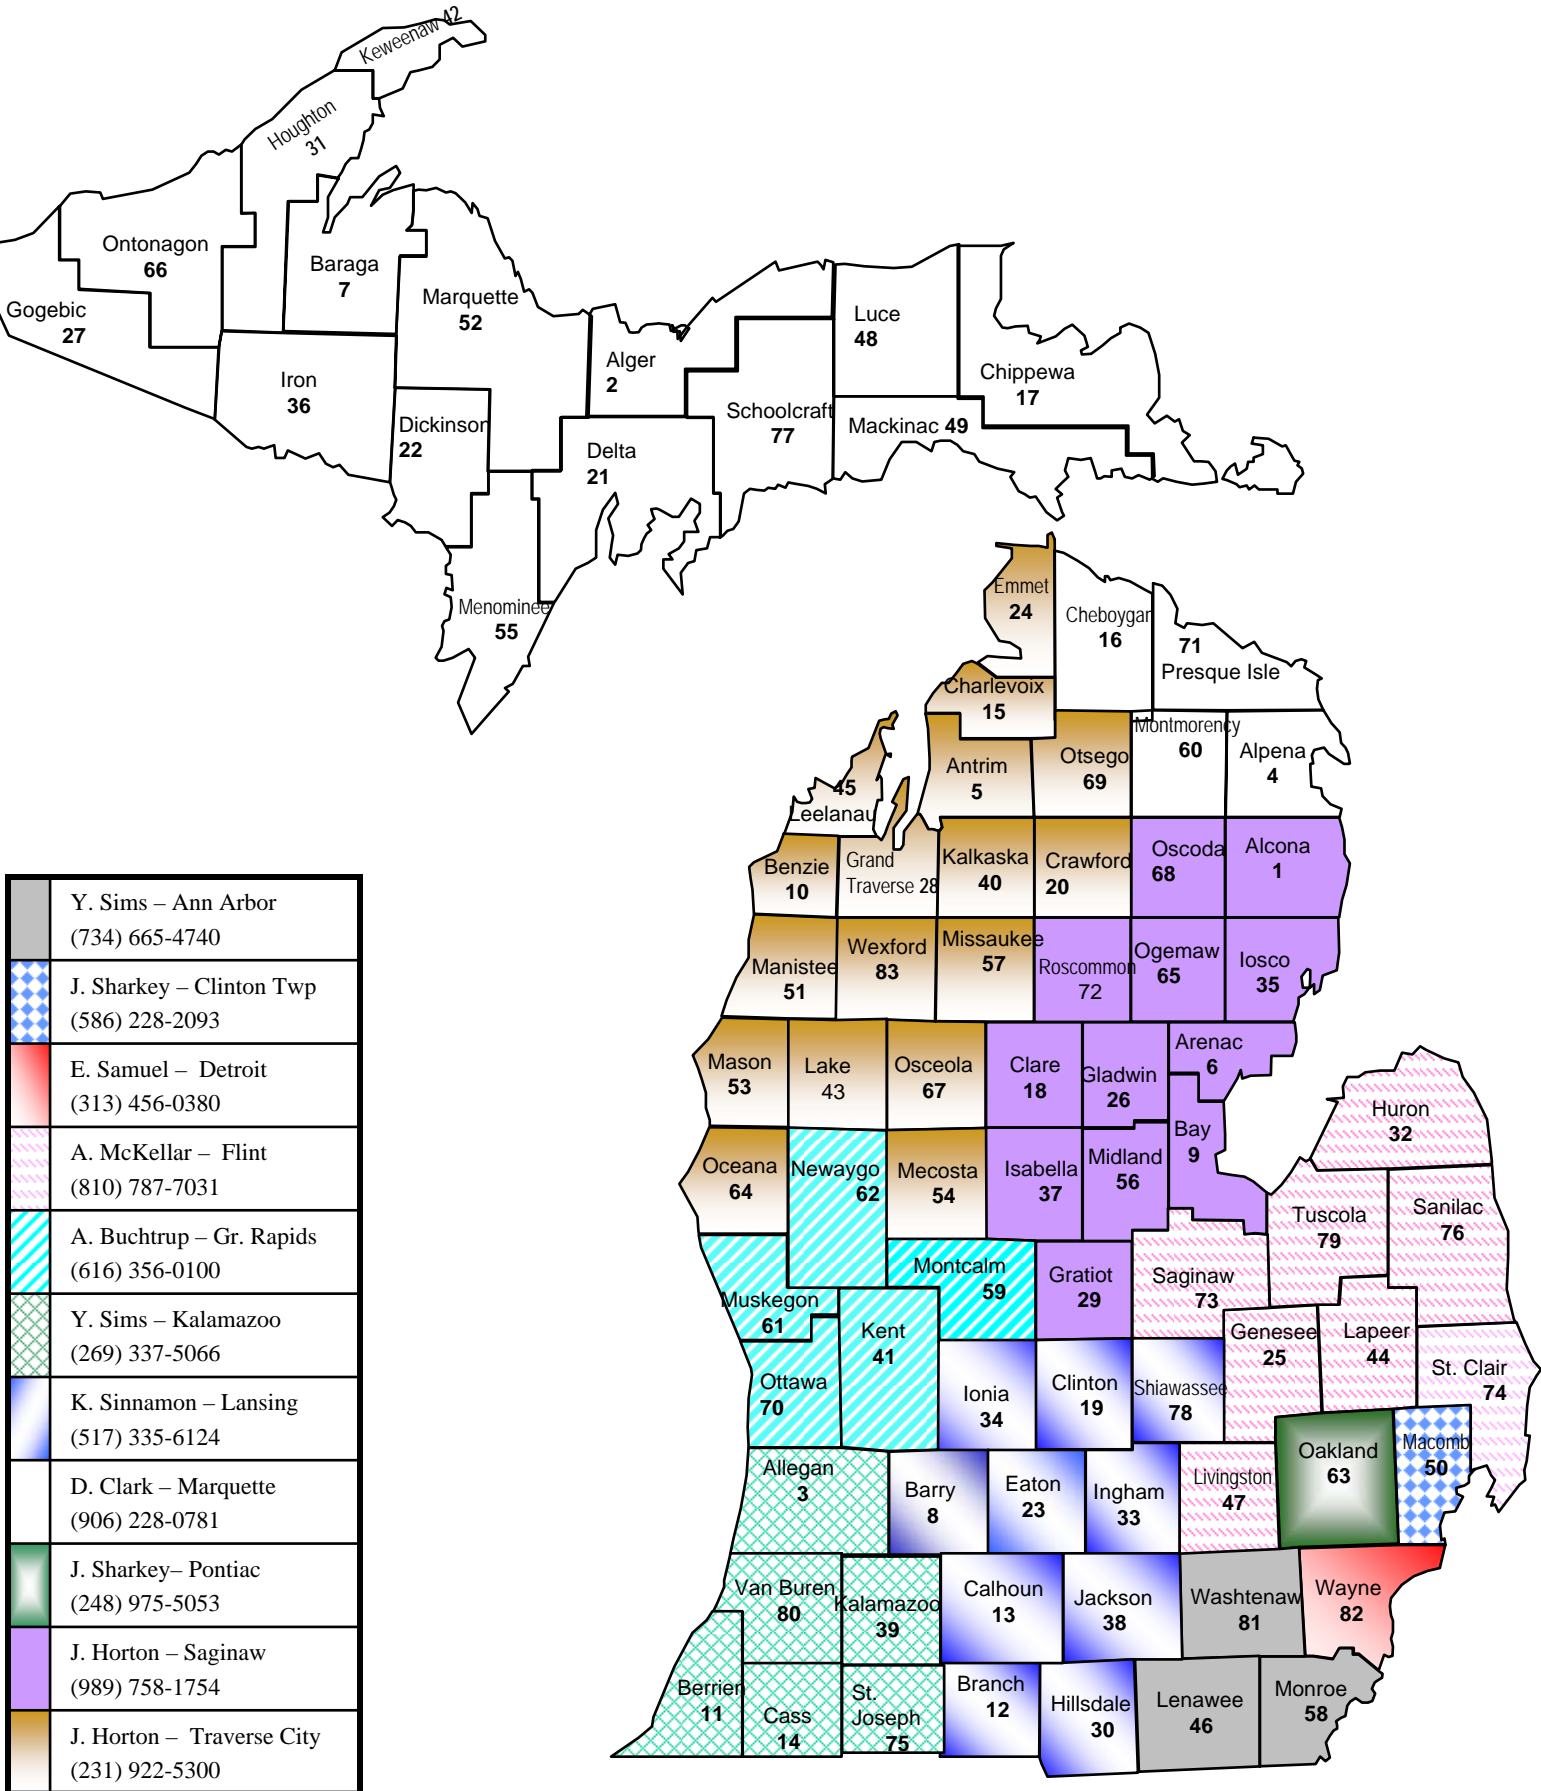 Keweenaw 42
Houghton
31
Ontonagon
66
Baraga
7
Gogebic
27
Marquette
52
Luce
48
Alger
2
Chippewa
17
Iron
36
Dickinson
22
Schoolcraft
77
Mackinac 49
Delta
21
Menominee
55
Emmet
24
Cheboygan
16
71
Presque Isle
Charlevoix
15
Montmorency
60
Alpena
4
Antrim
5
Otsego
69
45
Leelanau
Benzie
10
Grand
Traverse 28
Kalkaska
40
Crawford
20
Oscoda
68
Alcona
1
Manistee
51
Wexford
83
Missaukee
57
Roscommon
72
Ogemaw
65
Iosco
35
Mason
53
Lake
43
Osceola
67
Clare
18
Gladwin
26
Arenac
6
Huron
32
Oceana
64
Newaygo
62
Mecosta
54
Isabella
37
Midland
56
Bay
9
Tuscola
79
Sanilac
76
Muskegon
61
Montcalm
59
Gratiot
29
Saginaw
73
Kent
41
Genesee
25
Lapeer
44
St. Clair
74
Ottawa
70
Ionia
34
Clinton
19
Shiawassee
78
Allegan
3
Barry
8
Eaton
23
Ingham
33
Livingston
47
Oakland
63
Macomb
50
Van Buren
80
Kalamazoo
39
Calhoun
13
Jackson
38
Washtenaw
81
Wayne
82
Berrien
11
Cass
14
St.
Joseph
75
Branch
12
Hillsdale
30
Lenawee
46
Monroe
58
Y. Sims – Ann Arbor
(734) 665-4740
J. Sharkey – Clinton Twp
(586) 228-2093
E. Samuel – Detroit
(313) 456-0380
A. McKellar – Flint
(810) 787-7031
A. Buchtrup – Gr. Rapids
(616) 356-0100
Y. Sims – Kalamazoo
(269) 337-5066
K. Sinnamon – Lansing
(517) 335-6124
D. Clark – Marquette
(906) 228-0781
J. Sharkey– Pontiac
(248) 975-5053
J. Horton – Saginaw
(989) 758-1754
J. Horton – Traverse City
(231) 922-5300